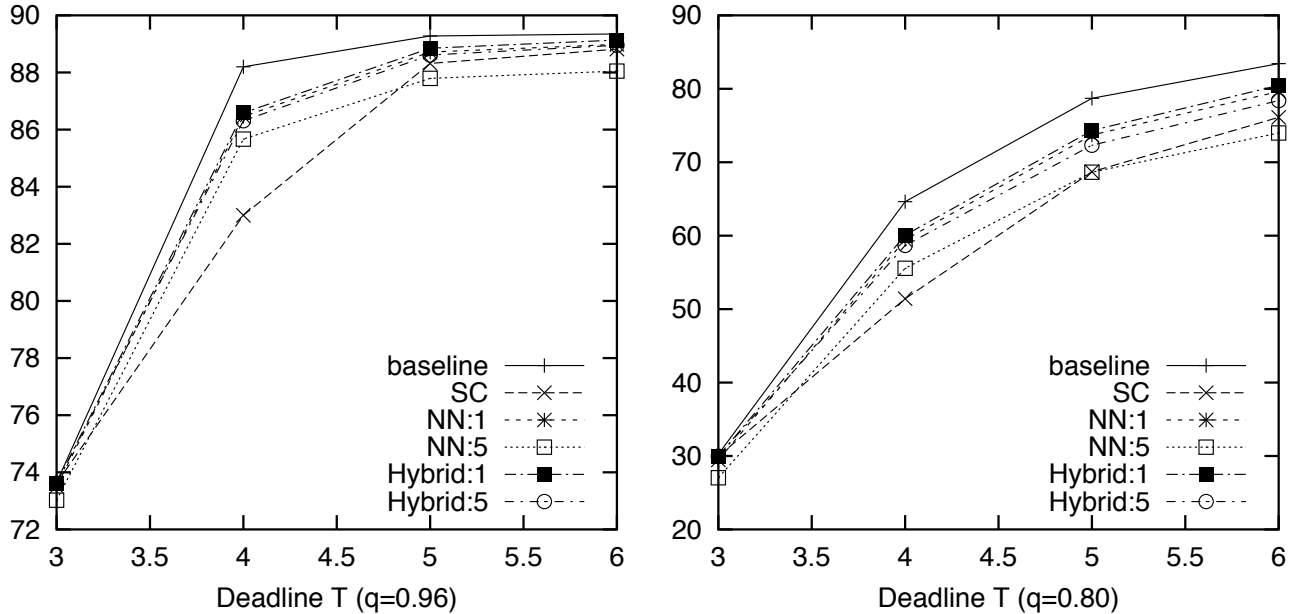 90
88
86
84
82
80
78
76
74
72
3
3.5
4
4.5
5
5.5
6
baseline
SC
NN:1
NN:5
Hybrid:1
Hybrid:5
Deadline T (q=0.96)
90
80
70
60
50
40
30
20
3
3.5
4
4.5
5
5.5
6
baseline
SC
NN:1
NN:5
Hybrid:1
Hybrid:5
Deadline T (q=0.80)